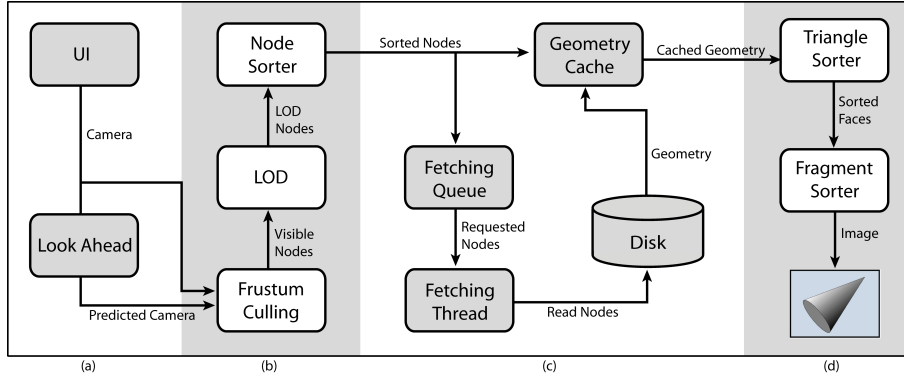 UI
Camera
Look Ahead
Predicted Camera
Node
Sorter
LOD
Nodes
LOD
Visible
Nodes
Frustum
Culling
Sorted Nodes
Fetching
Queue
Requested
Nodes
Fetching
Thread
Read Nodes
Disk
Geometry
Geometry
Cache
Cached Geometry
Triangle
Sorter
Sorted
Faces
Fragment
Sorter
Image
(a)
(b)
(c)
(d)